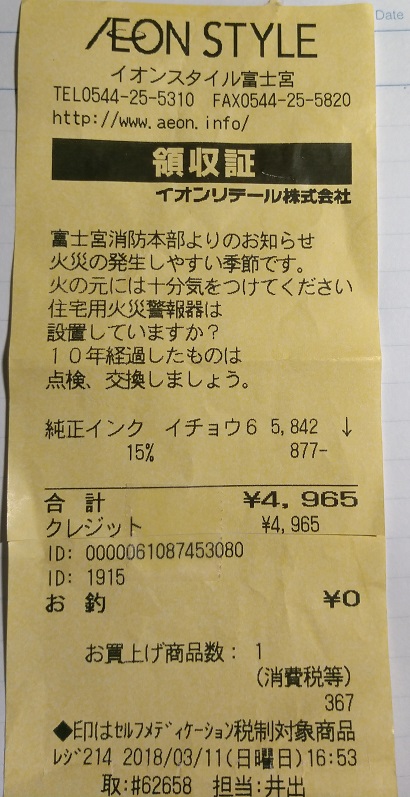 Date
ÆON STYLE
イオンスタイル富士宮
TEL0544-25-5310 FAX0544-25-5820
http://www.aeon.info/
領収証
イオンリテール株式会社
富士宮消防本部よりのお知らせ
火災の発生しやすい季節です。
火の元には十分気をつけてください
住宅用火災警報器は
設置していますか？
１０年経過したものは
点検、交換しましょう。
純正インク イチョウ6 5,842 ↓
15% 877-
合計 ¥4,965
クレジット ¥4,965
ID: 0000061087453080
ID: 1915
お釣 ¥0
お買上げ商品数: 1
(消費税等)
367
◆印はｾﾙﾌﾒﾃﾞｨｹｰｼｮﾝ税制対象商品
ﾚｼﾞ214 2018/03/11(日曜日)16:53
取:#62658 担当:井出